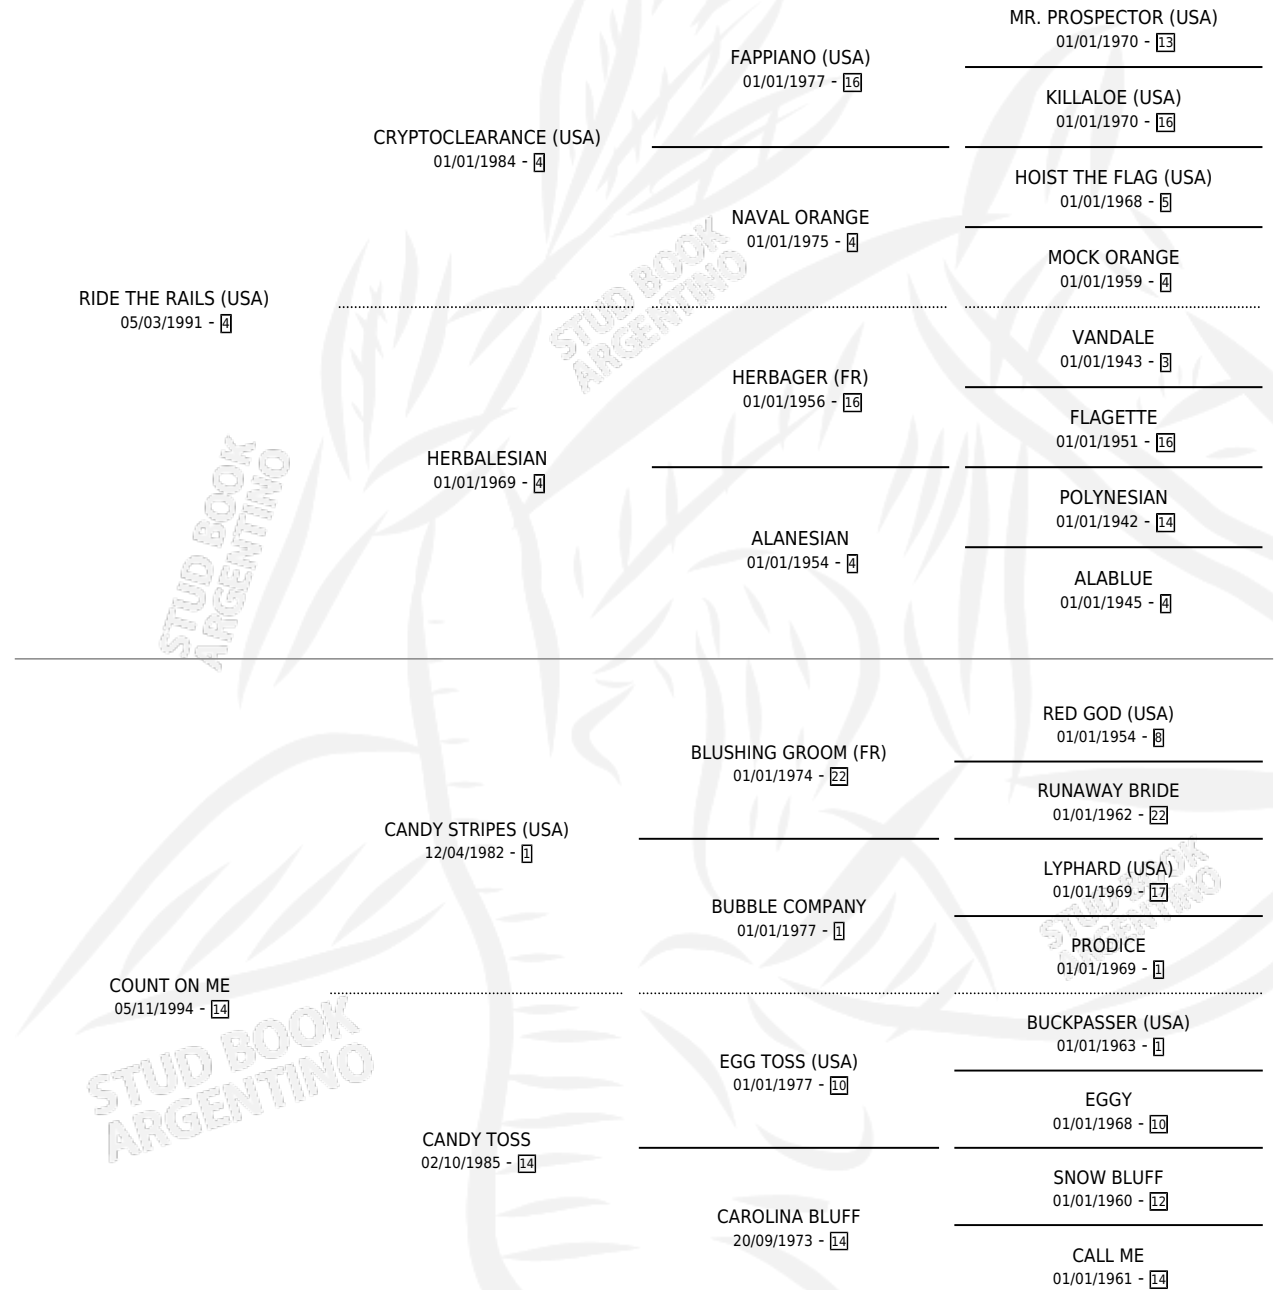 MR. PROSPECTOR (USA)
01/01/1970 - 13
FAPPIANO (USA)
01/01/1977 - 16
KILLALOE (USA)
01/01/1970 - 16
CRYPTOCLEARANCE (USA)
01/01/1984 - 4
HOIST THE FLAG (USA)
01/01/1968 - 5
NAVAL ORANGE
01/01/1975 - 4
MOCK ORANGE
01/01/1959 - 4
RIDE THE RAILS (USA)
05/03/1991 - 4
VANDALE
01/01/1943 - 3
HERBAGER (FR)
01/01/1956 - 16
FLAGETTE
01/01/1951 - 16
HERBALESIAN
01/01/1969 - 4
POLYNESIAN
01/01/1942 - 14
ALANESIAN
01/01/1954 - 4
ALABLUE
01/01/1945 - 4
STUD BOOK
ARGENTINO
STUD BOOK
ARGENTINO
RED GOD (USA)
01/01/1954 - 8
BLUSHING GROOM (FR)
01/01/1974 - 22
RUNAWAY BRIDE
01/01/1962 - 22
CANDY STRIPES (USA)
12/04/1982 - 1
LYPHARD (USA)
01/01/1969 - 17
BUBBLE COMPANY
01/01/1977 - 1
PRODICE
01/01/1969 - 1
COUNT ON ME
05/11/1994 - 14
BUCKPASSER (USA)
01/01/1963 - 1
EGG TOSS (USA)
01/01/1977 - 10
EGGY
01/01/1968 - 10
CANDY TOSS
02/10/1985 - 14
SNOW BLUFF
01/01/1960 - 12
CAROLINA BLUFF
20/09/1973 - 14
CALL ME
01/01/1961 - 14
STUD BOOK
ARGENTINO
STUD BOOK
ARGENTINO